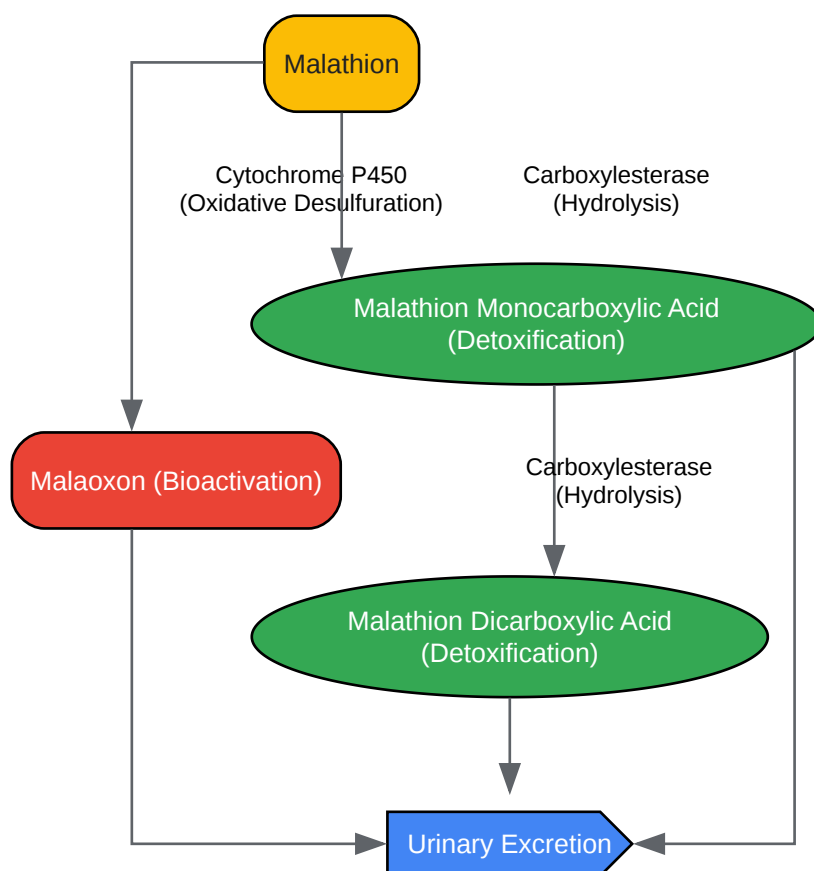 Malathion
Cytochrome P450
(Oxidative Desulfuration)
Carboxylesterase
(Hydrolysis)
Malathion Monocarboxylic Acid
(Detoxification)
Carboxylesterase
(Hydrolysis)
Malaoxon (Bioactivation)
Malathion Dicarboxylic Acid
(Detoxification)
Urinary Excretion